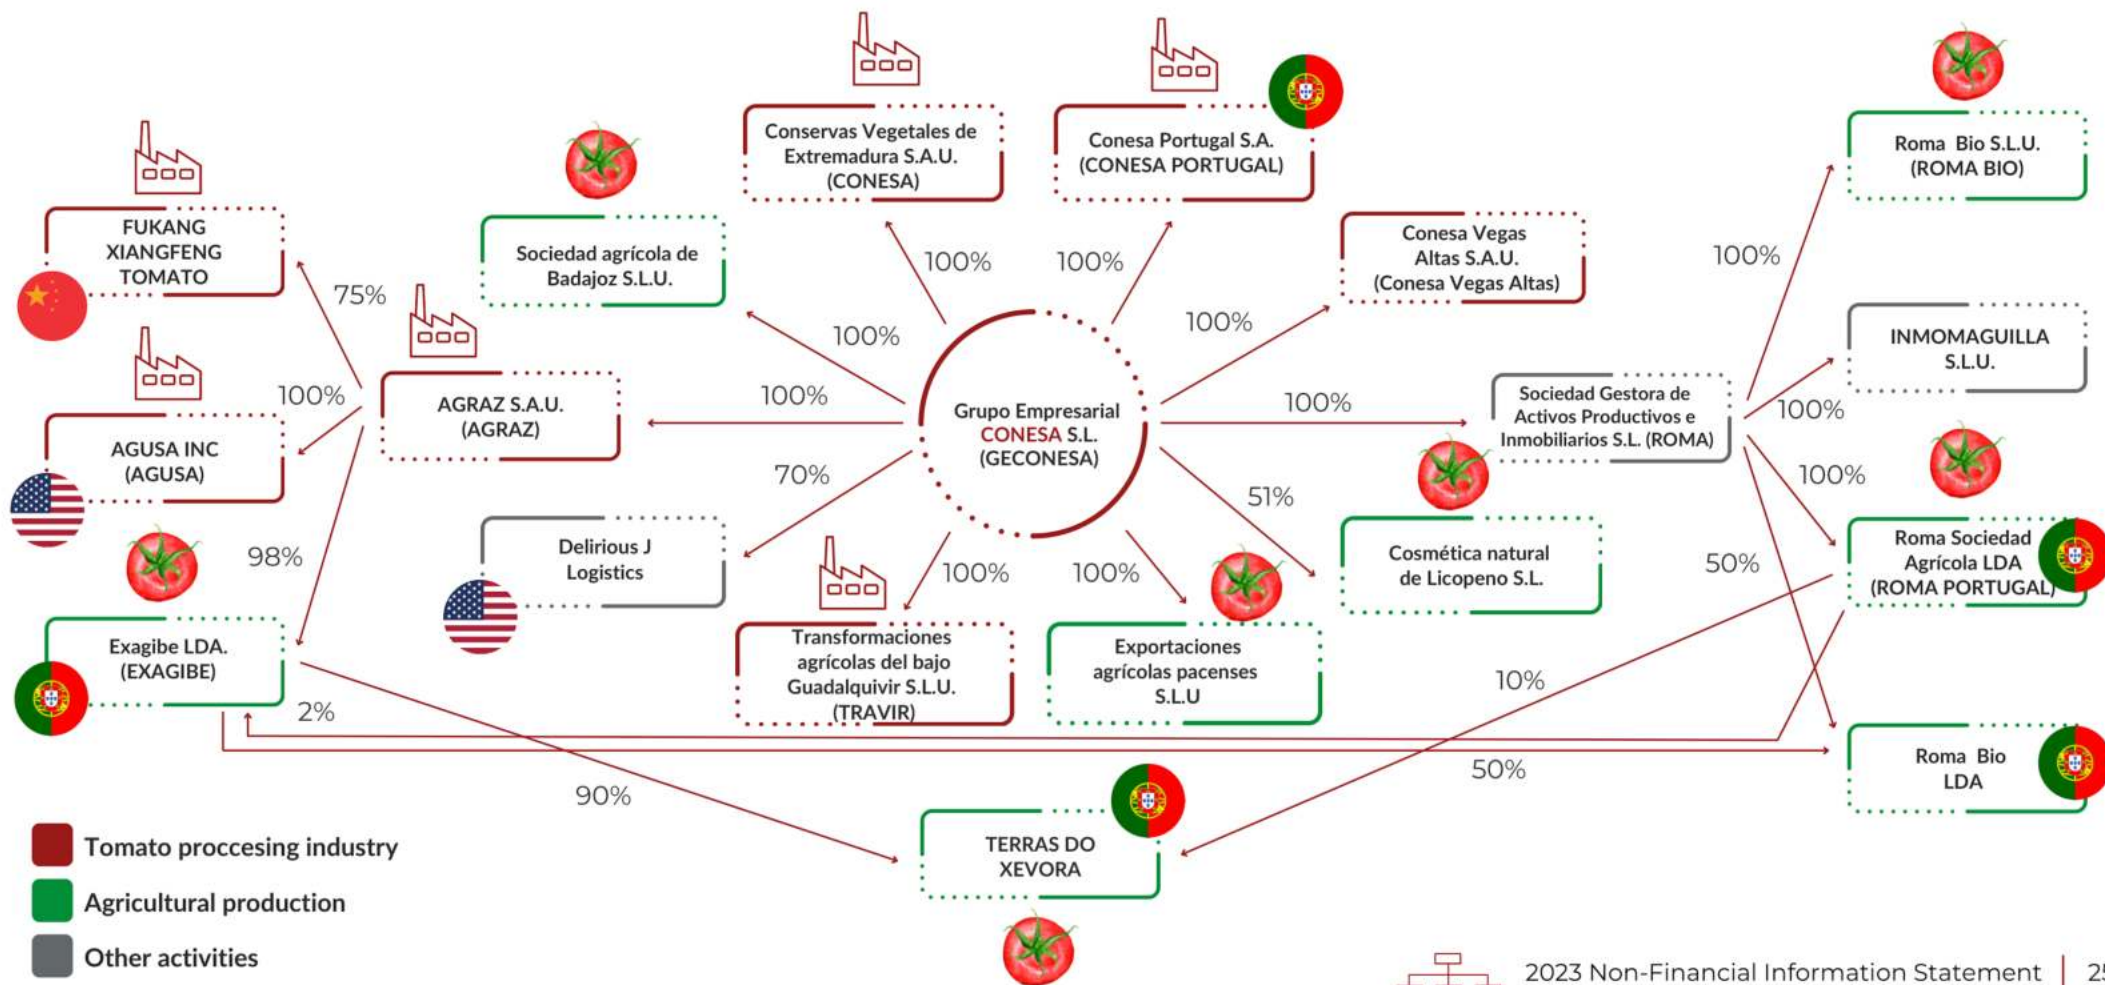 Conservas Vegetales de
Extremadura S.A.U.
(CONESA)
Conesa Portugal S.A.
(CONESA PORTUGAL)
Roma Bio S.L.U.
(ROMA BIO)
FUKANG
XIANGFENG
TOMATO
Sociedad agrícola de
Badajoz S.L.U.
Conesa Vegas
Altas S.A.U.
(Conesa Vegas Altas)
100%
100%
100%
75%
100%
100%
INMOMAGUILLA
S.L.U.
100%
100%
100%
100%
AGRAZ S.A.U.
(AGRAZ)
Grupo Empresarial
CONESA S.L.
(GECONESA)
Sociedad Gestora de
Activos Productivos e
Inmobiliarios S.L. (ROMA)
AGUSA INC
(AGUSA)
70%
51%
100%
98%
Delirious J
Logistics
100%
100%
Cosmética natural
de Licopeno S.L.
50%
Roma Sociedad
Agrícola LDA
(ROMA PORTUGAL)
Exagibe LDA.
(EXAGIBE)
2%
Transformaciones
agrícolas del bajo
Guadalquivir S.L.U.
(TRAVIR)
Exportaciones
agrícolas pacenses
S.L.U
10%
90%
50%
Roma Bio
LDA
TERRAS DO
XEVORA
Tomato proccesing industry
Agricultural production
Other activities
2023 Non-Financial Information Statement | 25